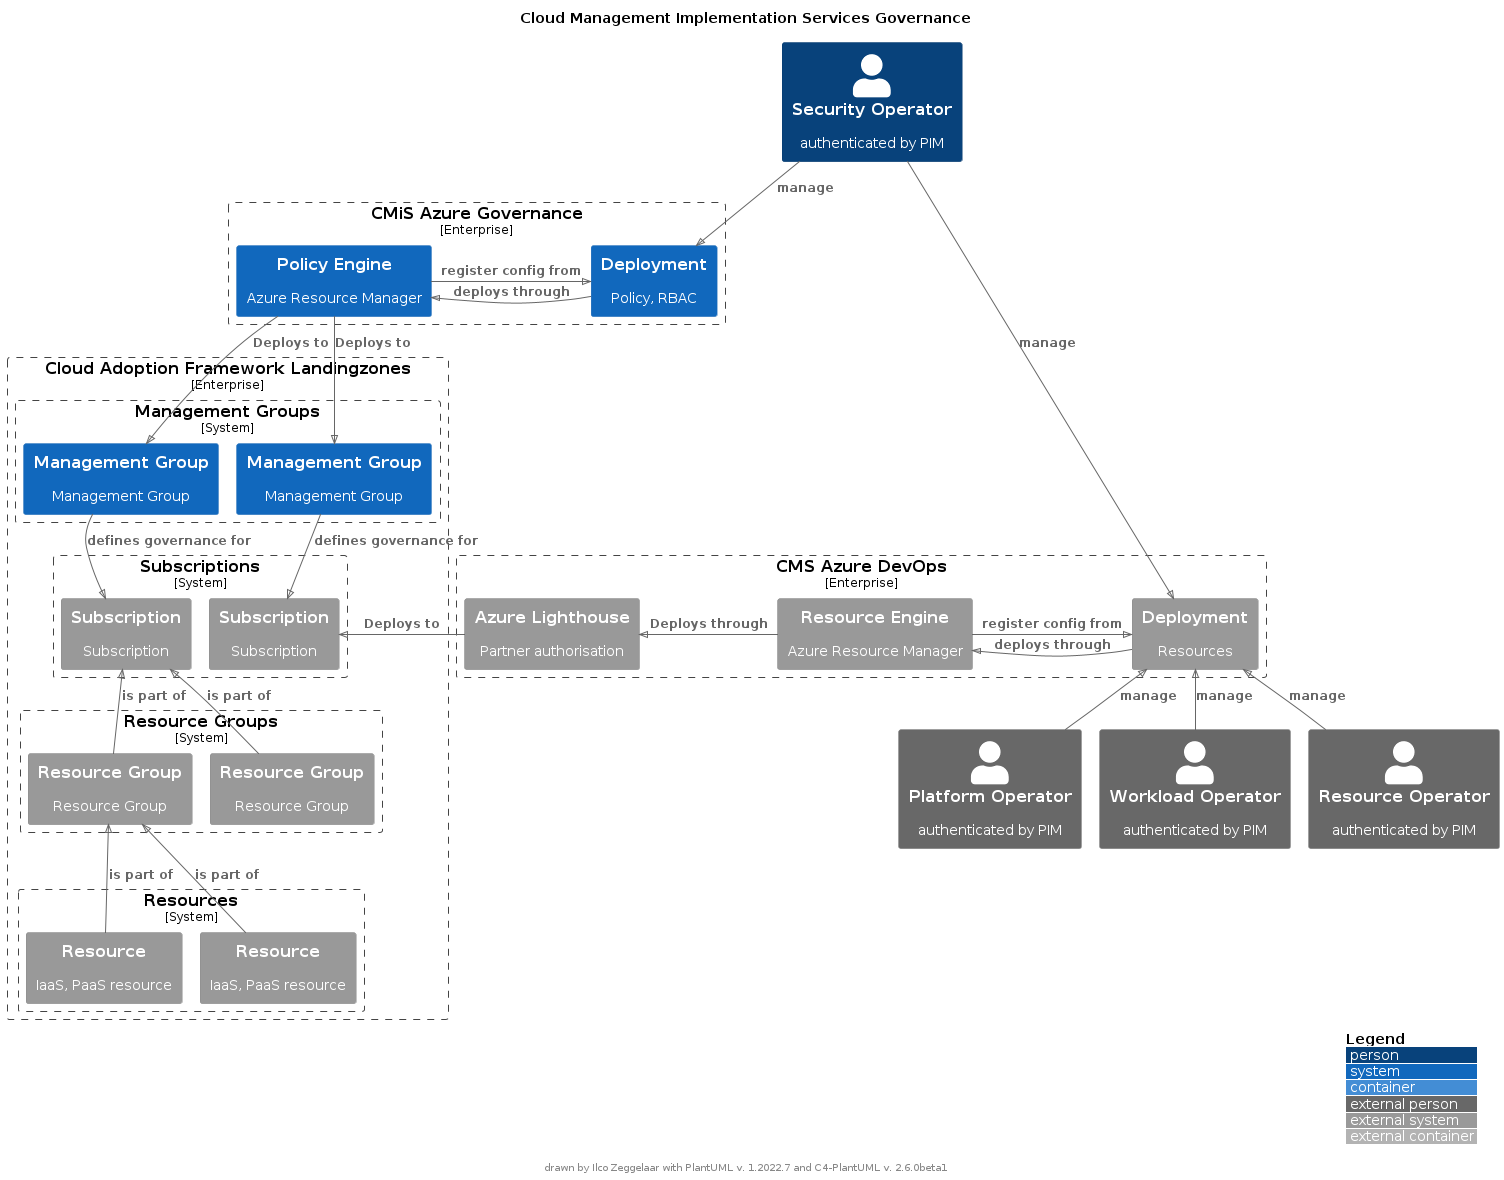 Cloud Management Implementation Services Governance
Security Operator
authenticated by PIM
manage
manage
CMiS Azure Governance
[Enterprise]
Policy Engine
Azure Resource Manager
register config from
deploys through
Deployment
Policy, RBAC
Deploys to
Deploys to
Cloud Adoption Framework Landingzones
[Enterprise]
Management Groups
[System]
Management Group
Management Group
Management Group
Management Group
defines governance for
defines governance for
Subscriptions
[System]
Subscription
Subscription
Subscription
Subscription
Deploys to
CMS Azure DevOps
[Enterprise]
Azure Lighthouse
Partner authorisation
Deploys through
Resource Engine
Azure Resource Manager
register config from
deploys through
Deployment
Resources
is part of
is part of
manage
manage
manage
Resource Groups
[System]
Resource Group
Resource Group
Resource Group
Resource Group
Platform Operator
authenticated by PIM
Workload Operator
authenticated by PIM
Resource Operator
authenticated by PIM
is part of
is part of
Resources
[System]
Resource
IaaS, PaaS resource
Resource
IaaS, PaaS resource
Legend
person
system
container
external person
external system
external container
drawn by Ilco Zeggelaar with PlantUML v. 1.2022.7 and C4-PlantUML v. 2.6.0beta1